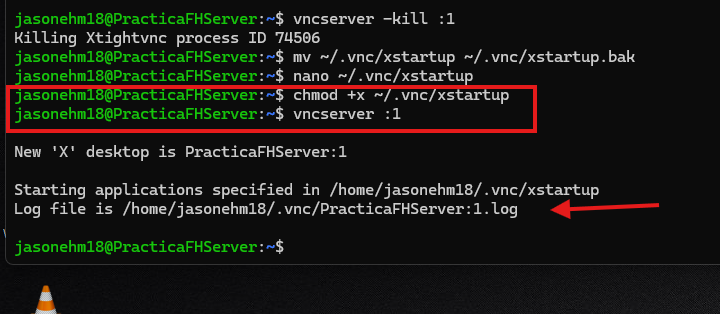 jasonehm18@PracticaFHServer:~$ vncserver -kill :1
Killing Xtightvnc process ID 74506
jasonehm18@PracticaFHServer:~$ mv ~/.vnc/xstartup ~/.vnc/xstartup.bak
jasonehm18@PracticaFHServer:~$ nano ~/.vnc/xstartup
jasonehm18@PracticaFHServer:~$ chmod +x ~/.vnc/xstartup
jasonehm18@PracticaFHServer:~$ vncserver :1
New 'X' desktop is PracticaFHServer:1
Starting applications specified in /home/jasonehm18/.vnc/xstartup
Log file is /home/jasonehm18/.vnc/PracticaFHServer:1.log
jasonehm18@PracticaFHServer:~$